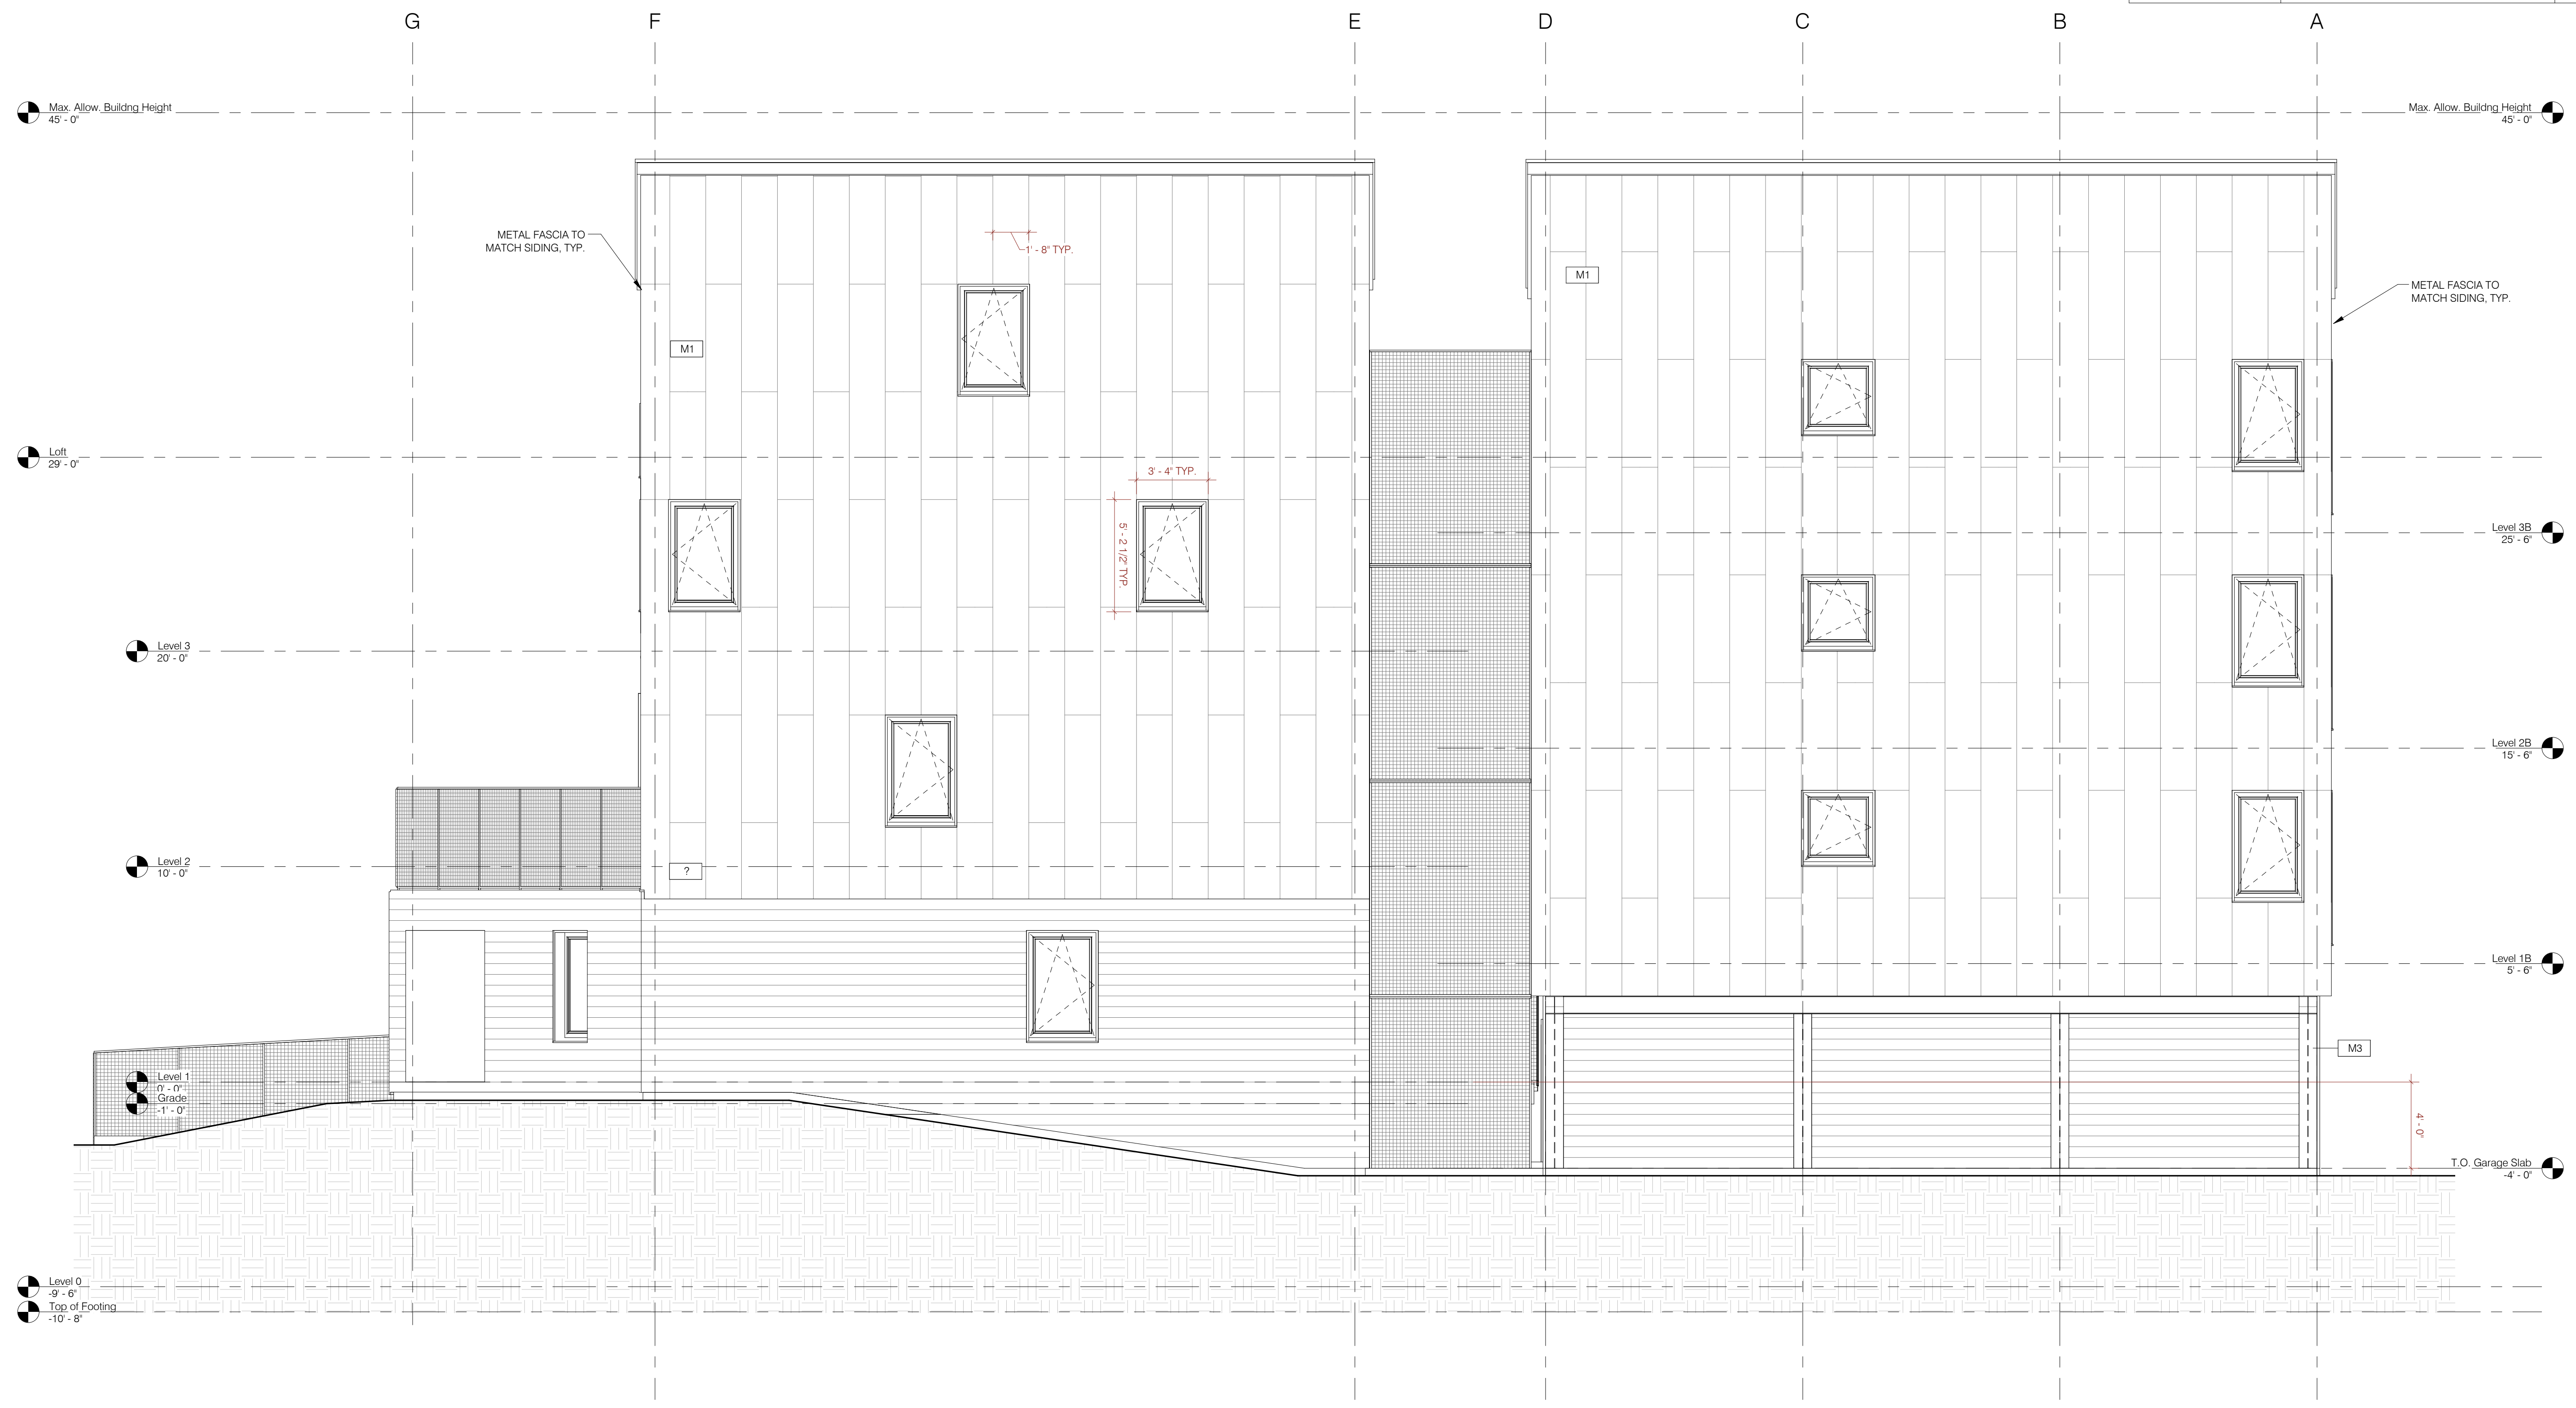 G
F
E
D
C
B
A
Max. Allow. Buildng Height
45' - 0"
Max. Allow. Buildng Height
45' - 0"
METAL FASCIA TO
MATCH SIDING, TYP.
1' - 8" TYP.
M1
METAL FASCIA TO
MATCH SIDING, TYP.
M1
Loft
29' - 0"
3' - 4" TYP.
5' - 2 1/2" TYP.
Level 3B
25' - 6"
Level 3
20' - 0"
Level 2B
15' - 6"
Level 2
10' - 0"
?
Level 1B
5' - 6"
M3
Level 1
0' - 0"
Grade
-1' - 0"
4' - 0"
T.O. Garage Slab
-4' - 0"
Level 0
-9' - 6"
Top of Footing
-10' - 8"